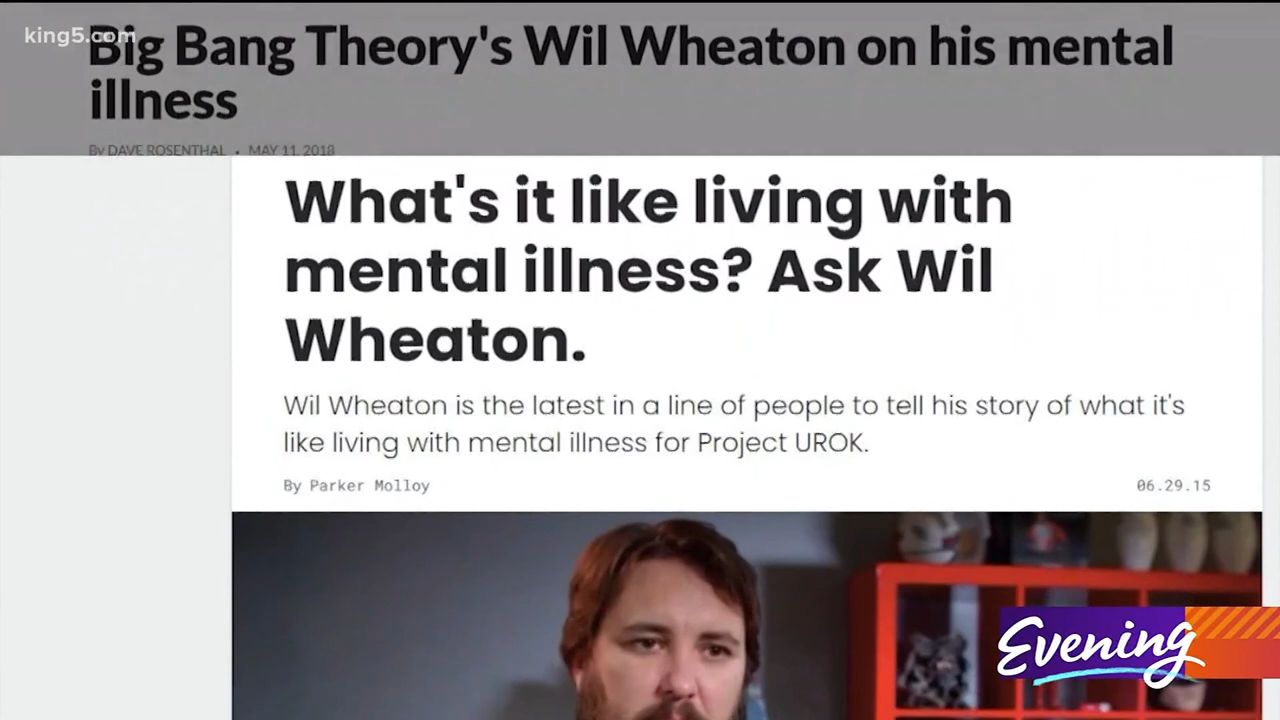 king5.com
Big Bang Theory's Wil Wheaton on his mental
illness
By DAVE ROSENTHAL • MAY 11, 2018
What's it like living with
mental illness? Ask Wil
Wheaton.
Wil Wheaton is the latest in a line of people to tell his story of what it's
like living with mental illness for Project UROK.
By Parker Molloy 06.29.15
Evening